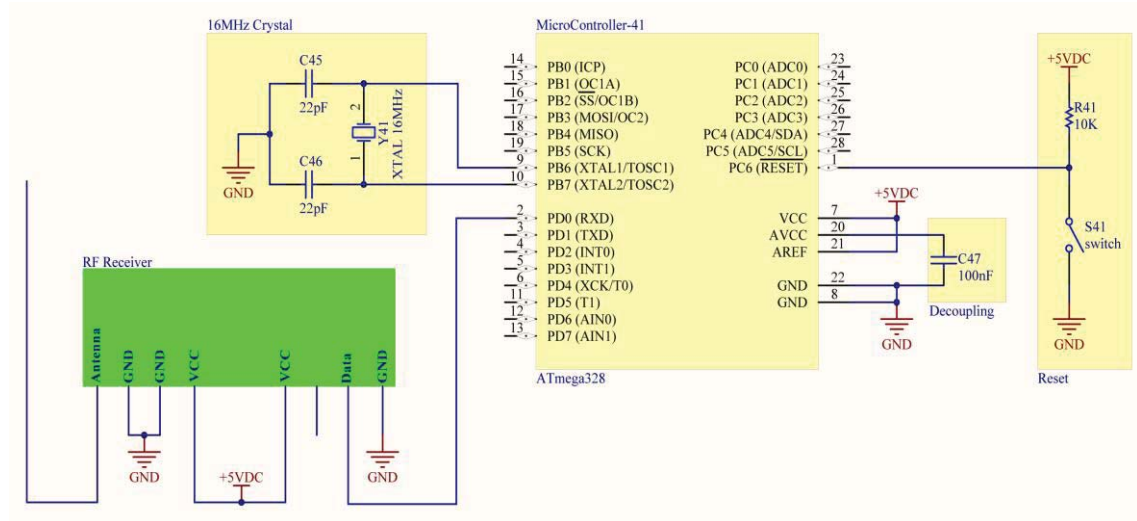 16MHz Crystal
C45
22pF
2
Y41
XTAL 16MHz
1
C46
22pF
GND
MicroController-41
14 PB0 (ICP)
15 PB1 (OC1A)
16 PB2 (SS/OC1B)
17 PB3 (MOSI/OC2)
18 PB4 (MISO)
19 PB5 (SCK)
9 PB6 (XTAL1/TOSC1)
10 PB7 (XTAL2/TOSC2)
2 PD0 (RXD)
3 PD1 (TXD)
4 PD2 (INT0)
5 PD3 (INT1)
6 PD4 (XCK/T0)
11 PD5 (T1)
12 PD6 (AIN0)
13 PD7 (AIN1)
PC0 (ADC0) 23
PC1 (ADC1) 24
PC2 (ADC2) 25
PC3 (ADC3) 26
PC4 (ADC4/SDA) 27
PC5 (ADC5/SCL) 28
PC6 (RESET) 1
VCC 7
AVCC 20
AREF 21
GND 22
GND 8
ATmega328
+5VDC
GND
C47
100nF
Decoupling
+5VDC
R41
10K
S41
switch
GND
Reset
RF Receiver
Antenna
GND
GND
VCC
VCC
Data
GND
GND
+5VDC
GND